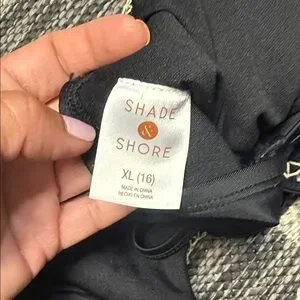 SHADE
&
SHORE
XL (16)
MADE IN CHINA
HECHO EN CHINA